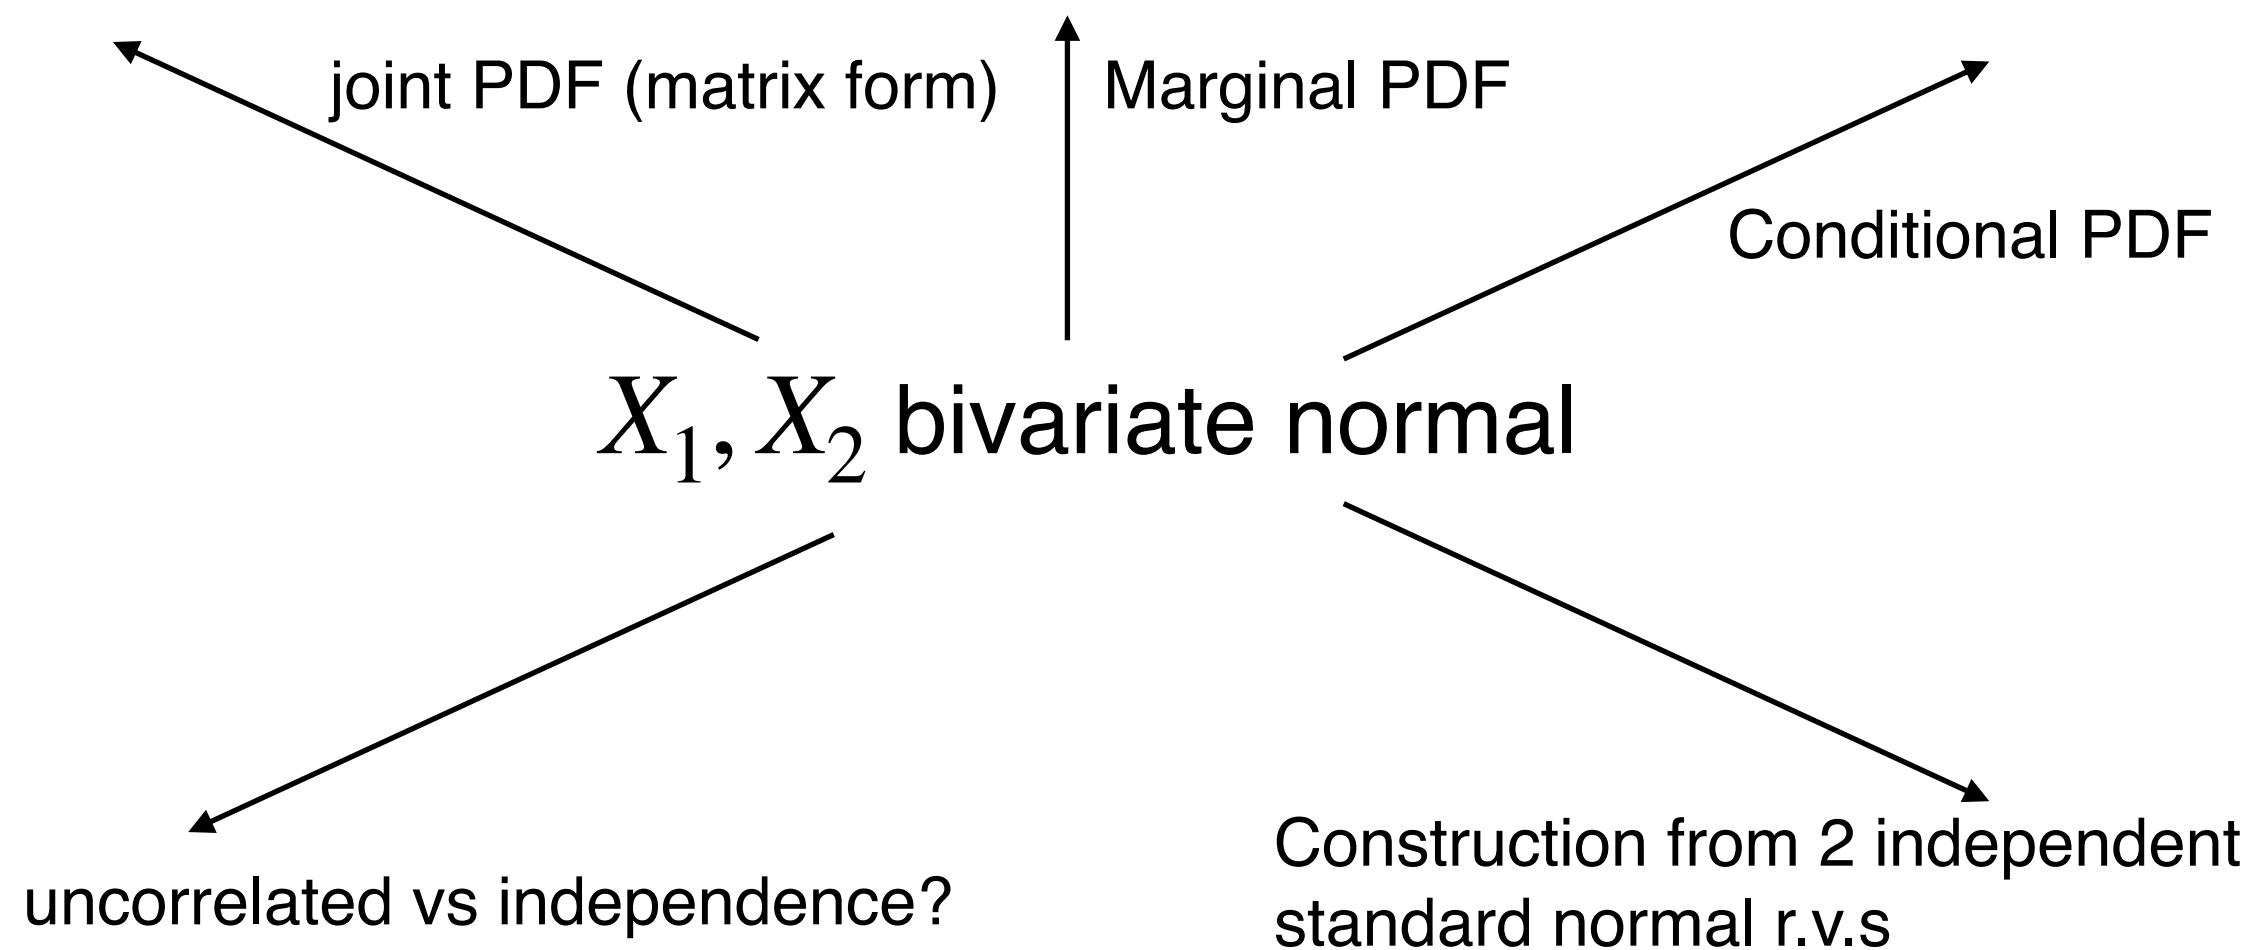 joint PDF (matrix form)
Marginal PDF
Conditional PDF
X₁, X₂ bivariate normal
uncorrelated vs independence?
Construction from 2 independent
standard normal r.v.s